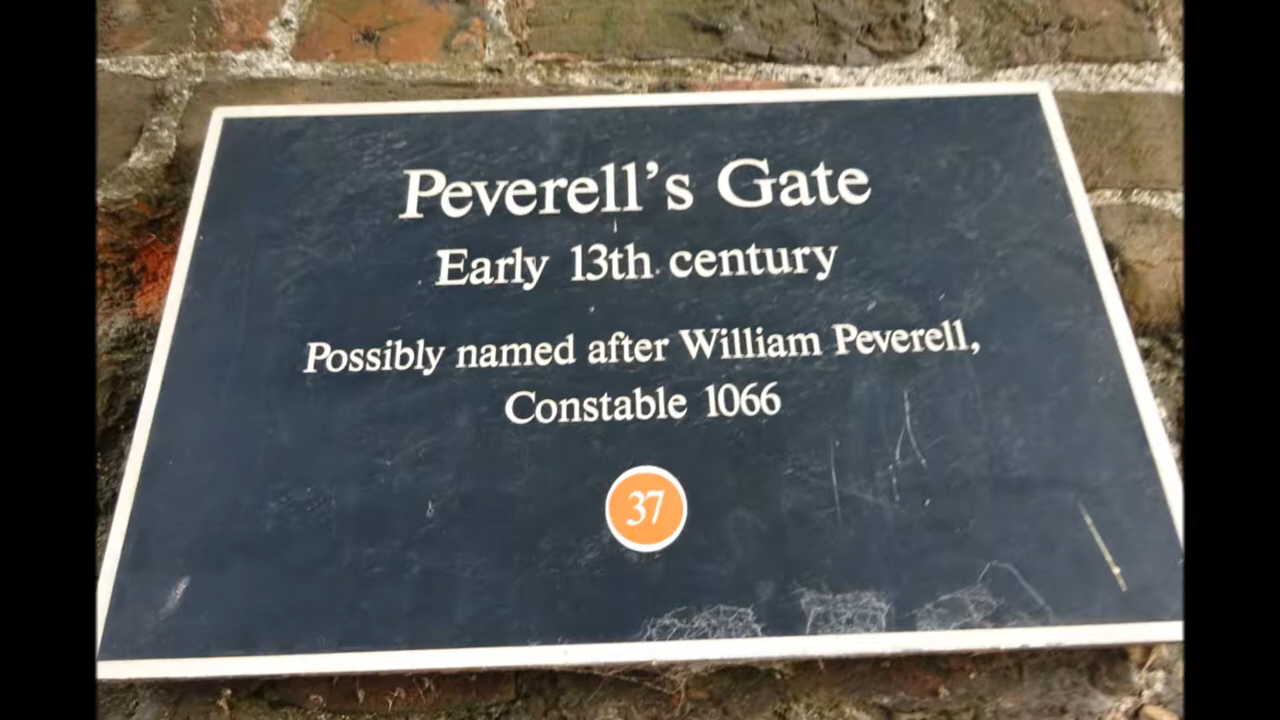 Peverell's Gate
Early 13th century
Possibly named after William Peverell,
Constable 1066
37